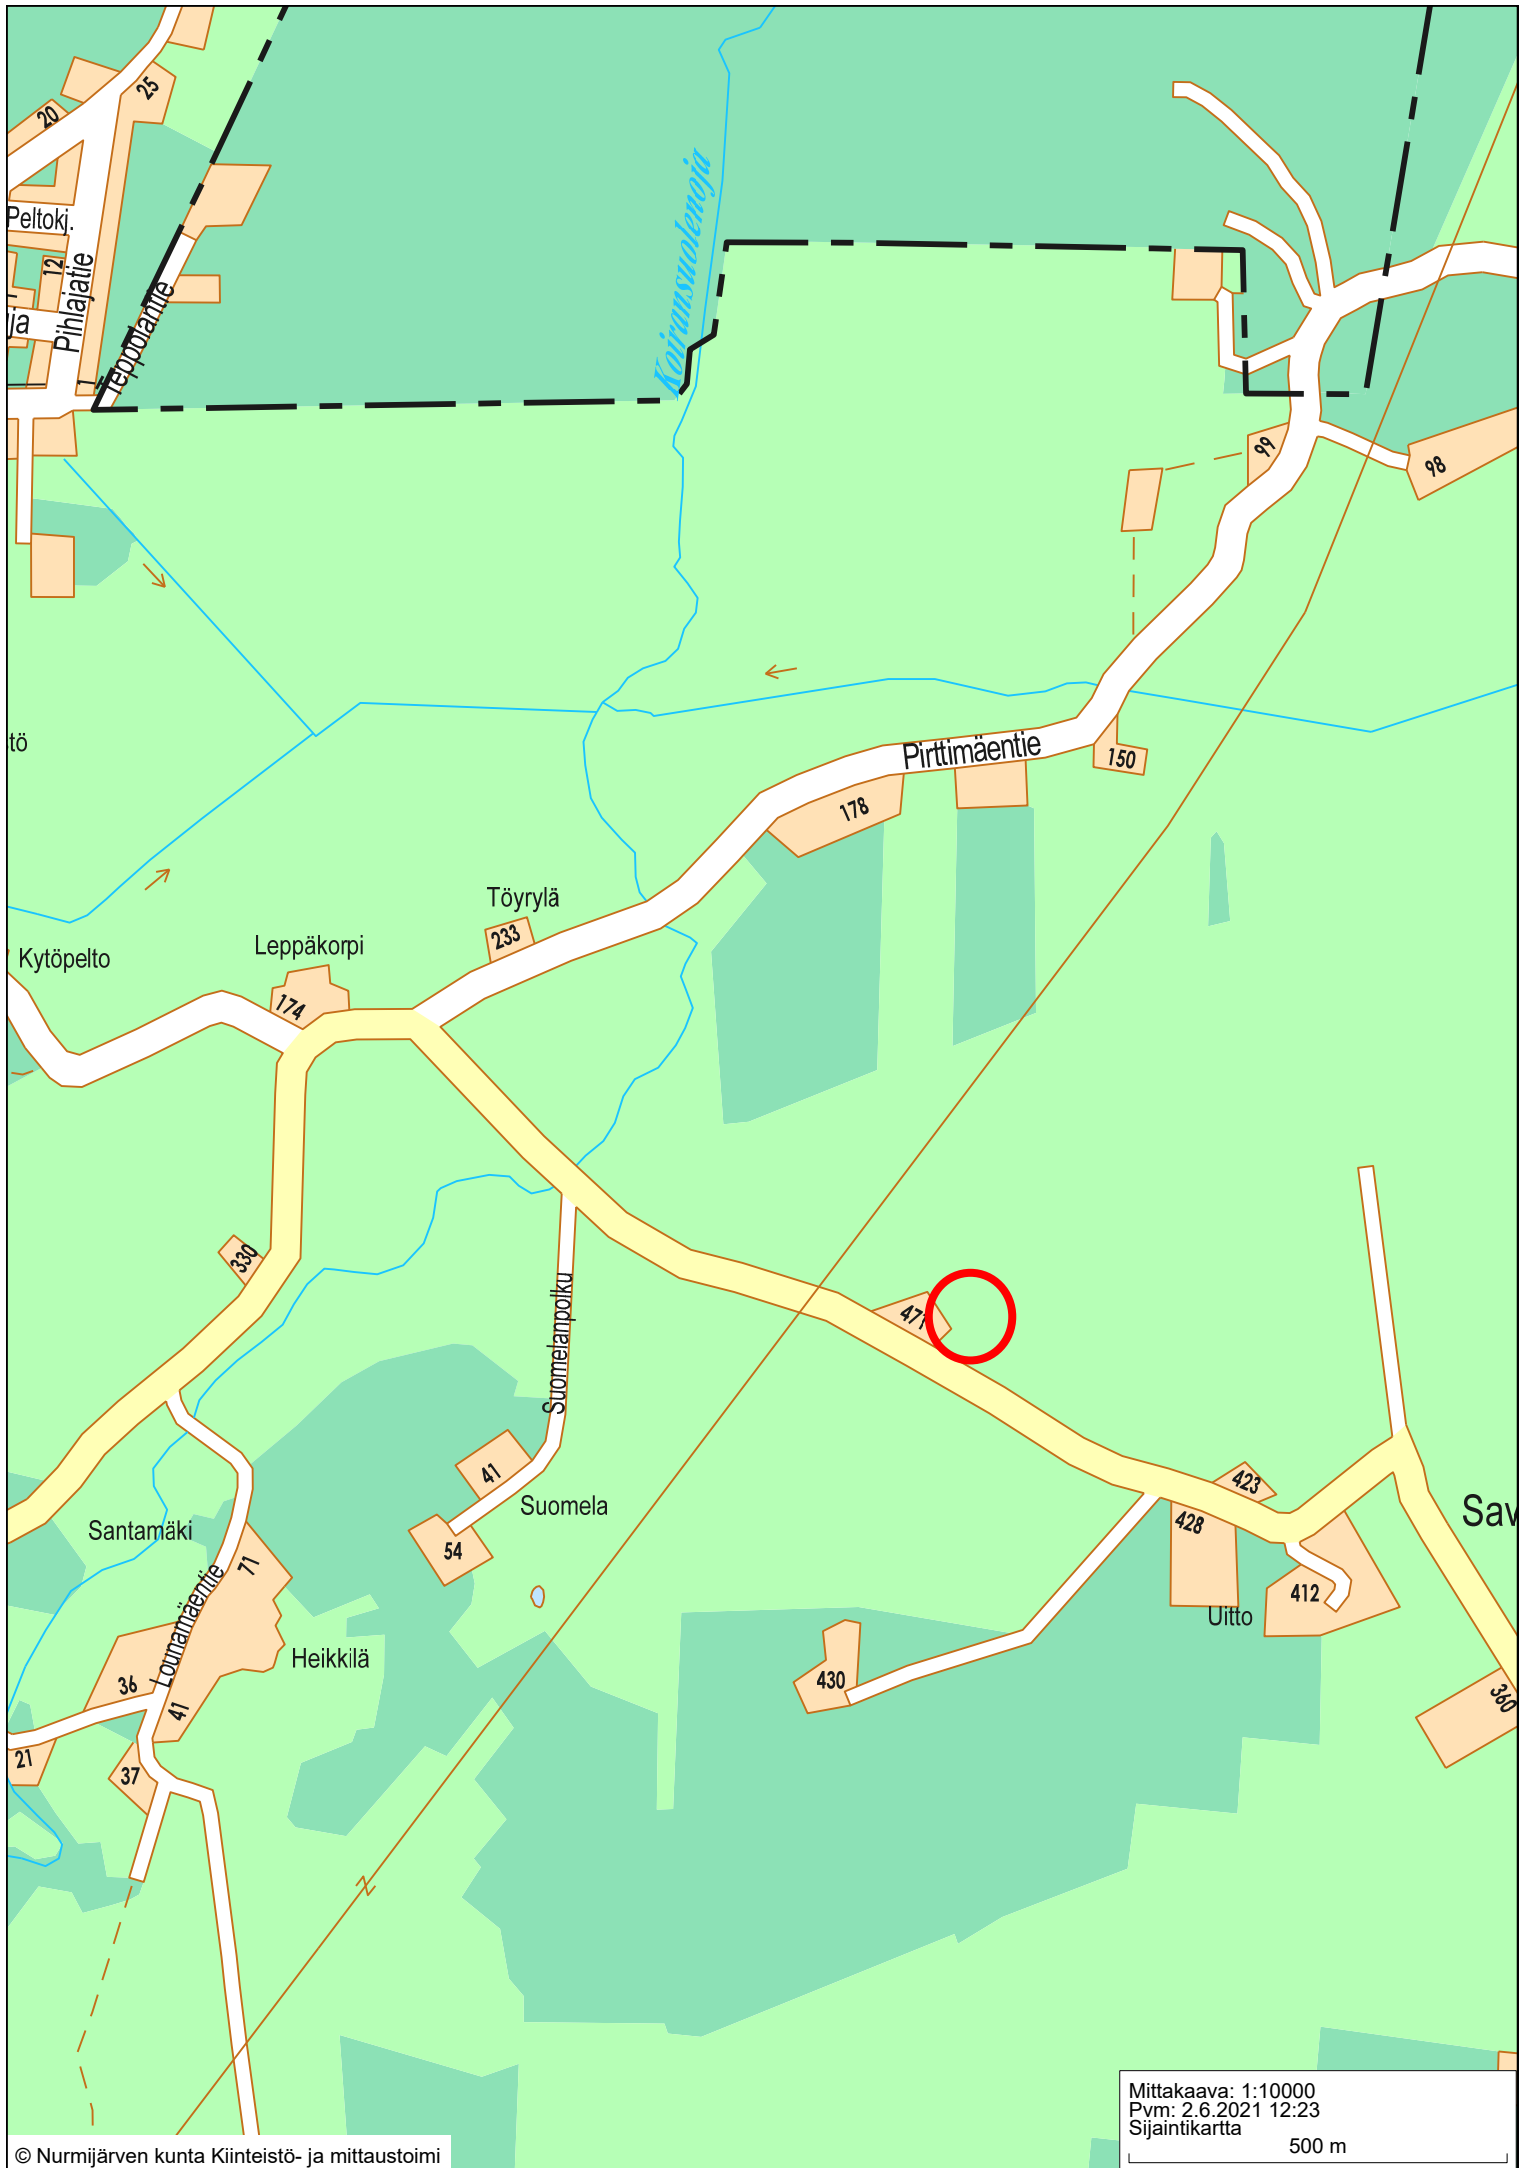 25
20
Peltokj.
12
Pihlajatie
Teppolantie
1
Koiransuolenoja
99
98
tö
Pirttimäentie
150
178
Töyrylä
233
Leppäkorpi
174
Kytöpelto
330
Suomelanpolku
471
41
Suomela
54
423
428
Sav
412
Uitto
Santamäki
71
Lounamäentie
Heikkilä
36
41
430
360
21
37
Mittakaava: 1:10000
Pvm: 2.6.2021 12:23
Sijaintikartta
500 m
© Nurmijärven kunta Kiinteistö- ja mittaustoimi